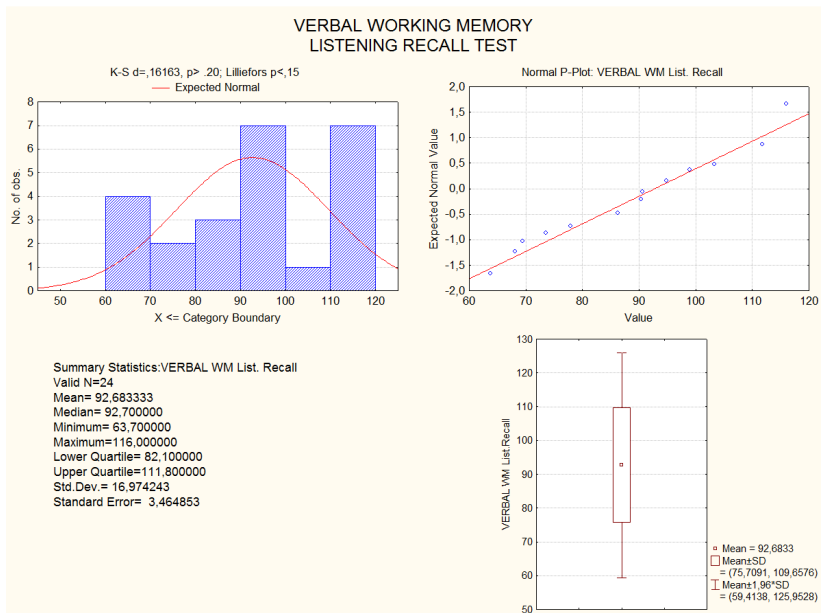 VERBAL WORKING MEMORY
LISTENING RECALL TEST
K-S d=,16163, p> .20; Lilliefors p<,15
Expected Normal
8
7
6
5
4
3
2
1
0
No. of obs.
50 60 70 80 90 100 110 120
X <= Category Boundary
Normal P-Plot: VERBAL WM List. Recall
2,0
1,5
1,0
0,5
0,0
-0,5
-1,0
-1,5
-2,0
Expected Normal Value
60 70 80 90 100 110 120
Value
Summary Statistics:VERBAL WM List. Recall
Valid N=24
Mean= 92,683333
Median= 92,700000
Minimum= 63,700000
Maximum=116,000000
Lower Quartile= 82,100000
Upper Quartile=111,800000
Std.Dev.= 16,974243
Standard Error= 3,464853
130
120
110
100
90
80
70
60
50
VERBAL WM List.Recall
Mean = 92,6833
Mean±SD
= (75,7091, 109,6576)
Mean±1,96*SD
= (59,4138, 125,9528)